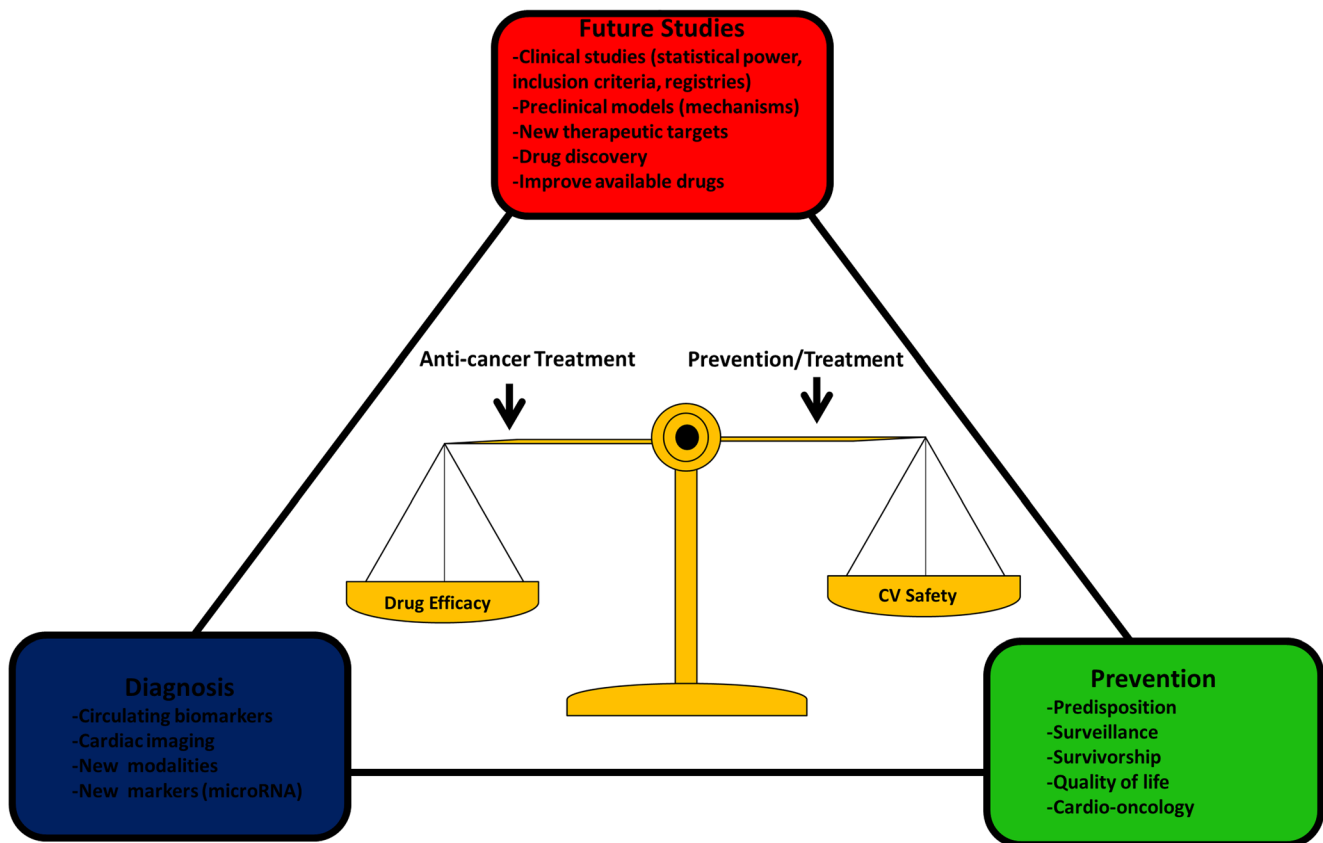 Future Studies
-Clinical studies (statistical power,
inclusion criteria, registries)
-Preclinical models (mechanisms)
-New therapeutic targets
-Drug discovery
-Improve available drugs
Anti-cancer Treatment
Prevention/Treatment
Drug Efficacy
CV Safety
Diagnosis
-Circulating biomarkers
-Cardiac imaging
-New modalities
-New markers (microRNA)
Prevention
-Predisposition
-Surveillance
-Survivorship
-Quality of life
-Cardio-oncology